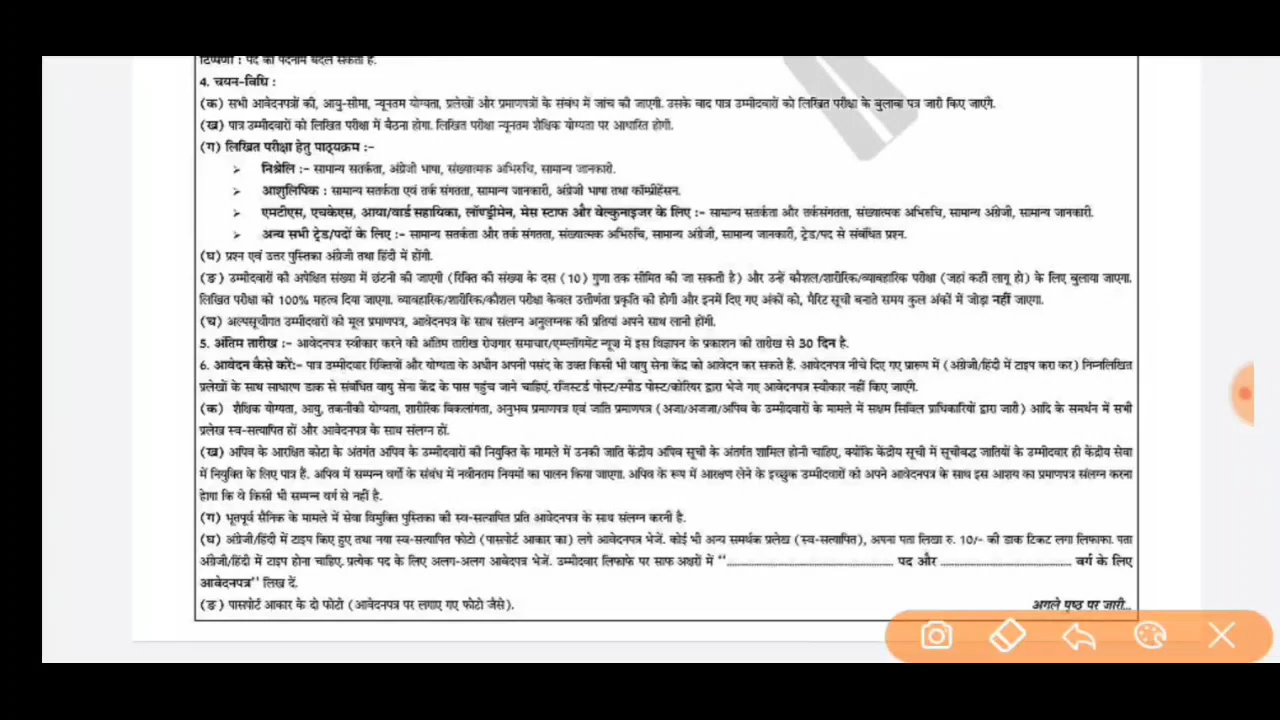 टिप्पणी : पद का पदनाम बदल सकता है.
4. चयन-विधि :
(क) सभी आवेदनपत्रों की, आयु-सीमा, न्यूनतम योग्यता, प्रलेखों और प्रमाणपत्रों के संबंध में जांच की जाएगी. उसके बाद पात्र उम्मीदवारों को लिखित परीक्षा के बुलावा पत्र जारी किए जाएंगे.
(ख) पात्र उम्मीदवारों को लिखित परीक्षा में बैठना होगा. लिखित परीक्षा न्यूनतम शैक्षिक योग्यता पर आधारित होगी.
(ग) लिखित परीक्षा हेतु पाठ्यक्रम :-
➢ निश्रेलि :- सामान्य सतर्कता, अंग्रेजी भाषा, संख्यात्मक अभिरुचि, सामान्य जानकारी.
➢ आशुलिपिक : सामान्य सतर्कता एवं तर्क संगतता, सामान्य जानकारी, अंग्रेजी भाषा तथा कॉम्प्रीहेंसन.
➢ एमटीएस, एचकेएस, आया/वार्ड सहायिका, लॉण्ड्रीमेन, मेस स्टाफ और वेल्कुनाइजर के लिए :- सामान्य सतर्कता और तर्कसंगतता, संख्यात्मक अभिरुचि, सामान्य अंग्रेजी, सामान्य जानकारी.
➢ अन्य सभी ट्रेड/पदों के लिए :- सामान्य सतर्कता और तर्क संगतता, संख्यात्मक अभिरुचि, सामान्य अंग्रेजी, सामान्य जानकारी, ट्रेड/पद से संबंधित प्रश्न.
(घ) प्रश्न एवं उत्तर पुस्तिका अंग्रेजी तथा हिंदी में होंगी.
(ङ) उम्मीदवारों की अपेक्षित संख्या में छंटनी की जाएगी (रिक्ति की संख्या के दस (10) गुणा तक सीमित की जा सकती है) और उन्हें कौशल/शारीरिक/व्यावहारिक परीक्षा (जहां कहीं लागू हो) के लिए बुलाया जाएगा.
लिखित परीक्षा को 100% महत्व दिया जाएगा. व्यावहारिक/शारीरिक/कौशल परीक्षा केवल उत्तीर्णता प्रकृति की होगी और इनमें दिए गए अंकों को, मैरिट सूची बनाते समय कुल अंकों में जोड़ा नहीं जाएगा.
(च) अल्पसूचीगत उम्मीदवारों को मूल प्रमाणपत्र, आवेदनपत्र के साथ संलग्न अनुलग्नक की प्रतियां अपने साथ लानी होंगी.
5. अंतिम तारीख :- आवेदनपत्र स्वीकार करने की अंतिम तारीख रोजगार समाचार/एम्प्लॉयमेंट न्यूज में इस विज्ञापन के प्रकाशन की तारीख से 30 दिन है.
6. आवेदन कैसे करें:- पात्र उम्मीदवार रिक्तियों और योग्यता के अधीन अपनी पसंद के उक्त किसी भी वायु सेना केंद्र को आवेदन कर सकते हैं. आवेदनपत्र नीचे दिए गए प्रारूप में (अंग्रेजी/हिंदी में टाइप करा कर) निम्नलिखित
प्रलेखों के साथ साधारण डाक से संबंधित वायु सेना केंद्र के पास पहुंच जाने चाहिएं. रजिस्टर्ड पोस्ट/स्पीड पोस्ट/कोरियर द्वारा भेजे गए आवेदनपत्र स्वीकार नहीं किए जाएंगे.
(क) शैक्षिक योग्यता, आयु, तकनीकी योग्यता, शारीरिक विकलांगता, अनुभव प्रमाणपत्र एवं जाति प्रमाणपत्र (अजा/अजजा/अपिव के उम्मीदवारों के मामले में सक्षम सिविल प्राधिकारियों द्वारा जारी) आदि के समर्थन में सभी
प्रलेख स्व-सत्यापित हों और आवेदनपत्र के साथ संलग्न हों.
(ख) अपिव के आरक्षित कोटा के अंतर्गत अपिव के उम्मीदवारों की नियुक्ति के मामले में उनकी जाति केंद्रीय अपिव सूची के अंतर्गत शामिल होनी चाहिए, क्योंकि केंद्रीय सूची में सूचीबद्ध जातियों के उम्मीदवार ही केंद्रीय सेवा
में नियुक्ति के लिए पात्र हैं. अपिव में सम्पन्न वर्गों के संबंध में नवीनतम नियमों का पालन किया जाएगा. अपिव के रूप में आरक्षण लेने के इच्छुक उम्मीदवारों को अपने आवेदनपत्र के साथ इस आशय का प्रमाणपत्र संलग्न करना
होगा कि वे किसी भी सम्पन्न वर्ग से नहीं है.
(ग) भूतपूर्व सैनिक के मामले में सेवा विमुक्ति पुस्तिका की स्व-सत्यापित प्रति आवेदनपत्र के साथ संलग्न करनी है.
(घ) अंग्रेजी/हिंदी में टाइप किए हुए तथा नया स्व-सत्यापित फोटो (पासपोर्ट आकार का) लगे आवेदनपत्र भेजें. कोई भी अन्य समर्थक प्रलेख (स्व-सत्यापित), अपना पता लिखा रु. 10/- की डाक टिकट लगा लिफाफा. पता
अंग्रेजी/हिंदी में टाइप होना चाहिए. प्रत्येक पद के लिए अलग-अलग आवेदपत्र भेजें. उम्मीदवार लिफाफे पर साफ अक्षरों में "........................................ पद और ................................ वर्ग के लिए
आवेदनपत्र" लिख दें.
(ङ) पासपोर्ट आकार के दो फोटो (आवेदनपत्र पर लगाए गए फोटो जैसे).
अगले पृष्ठ पर जारी...